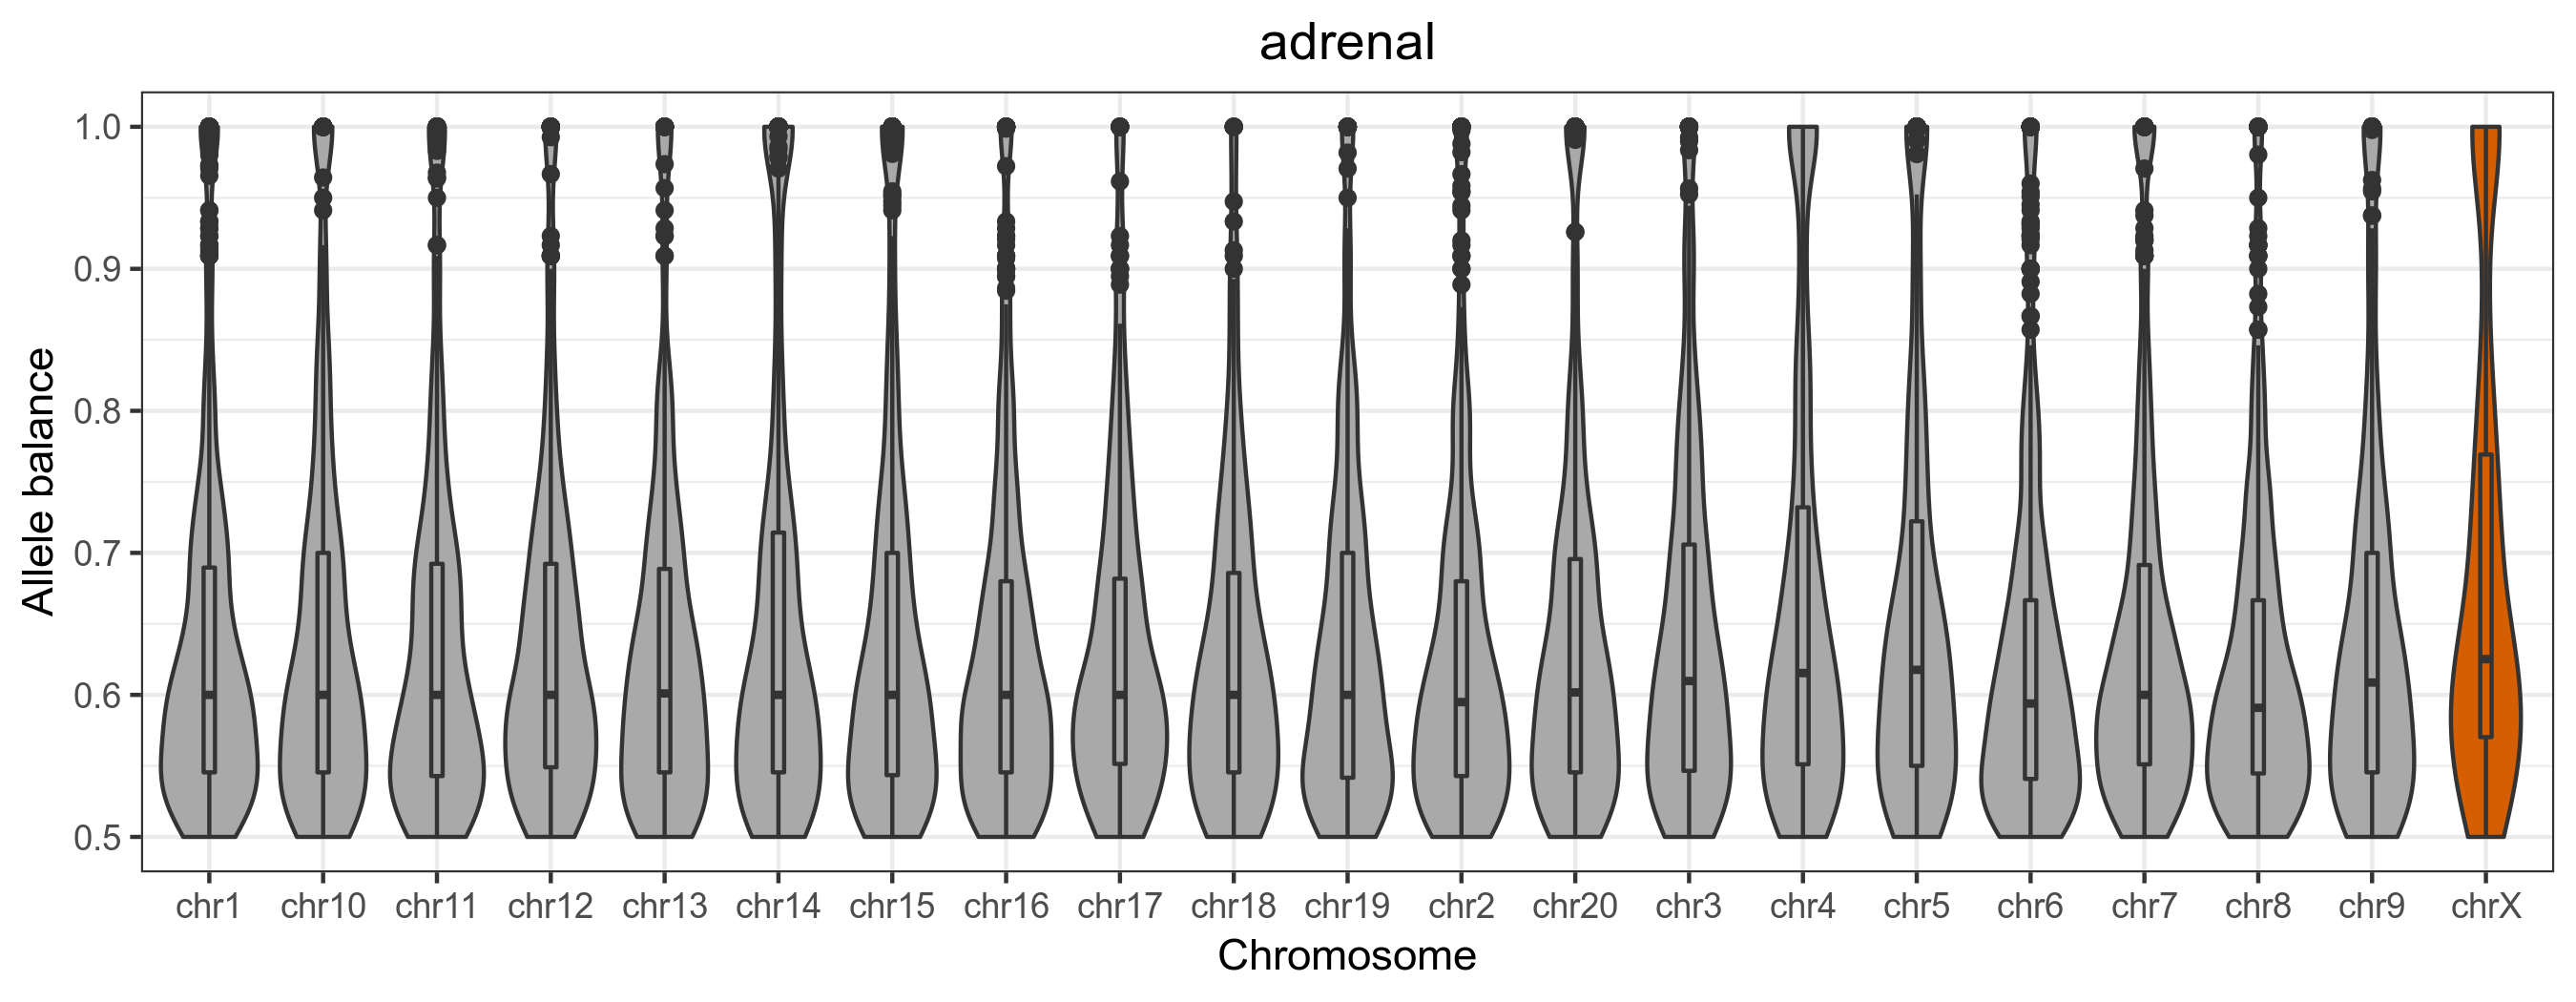 adrenal
Allele balance
1.0
0.9
0.8
0.7
0.6
0.5
chr1 chr10 chr11 chr12 chr13 chr14 chr15 chr16 chr17 chr18 chr19 chr2 chr20 chr3 chr4 chr5 chr6 chr7 chr8 chr9 chrX
Chromosome